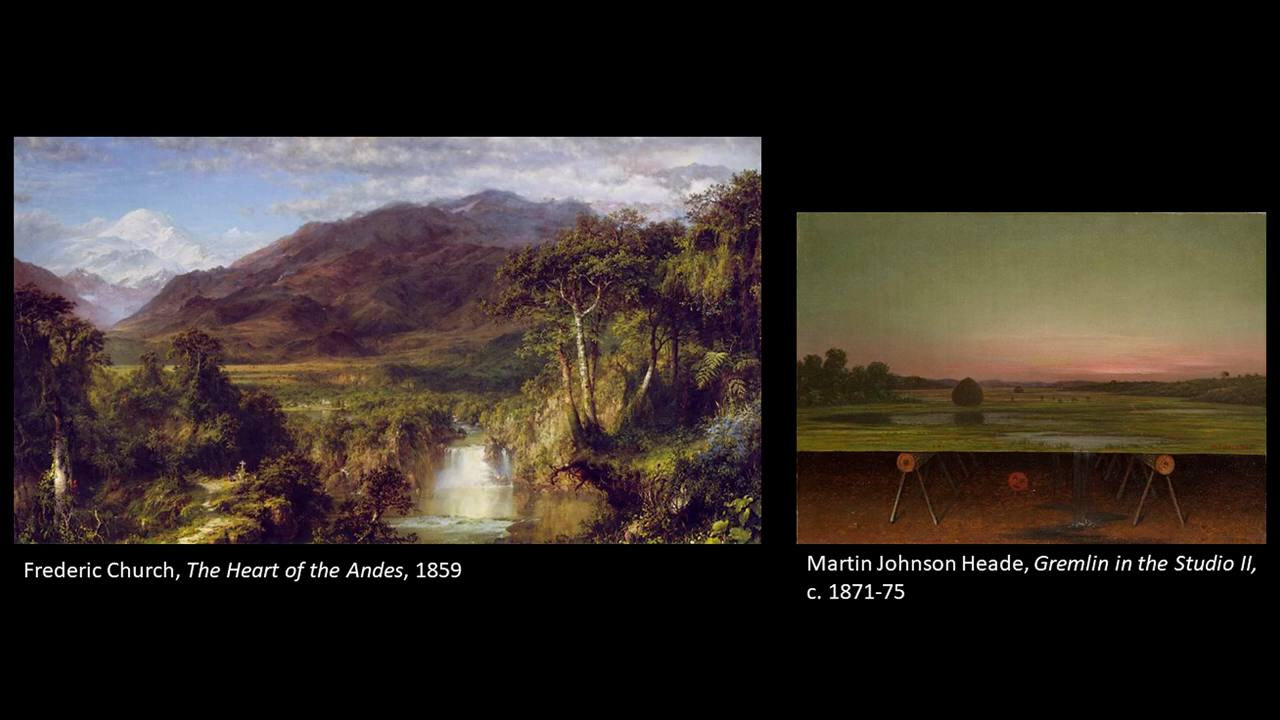 Frederic Church, The Heart of the Andes, 1859
Martin Johnson Heade, Gremlin in the Studio II,
c. 1871-75